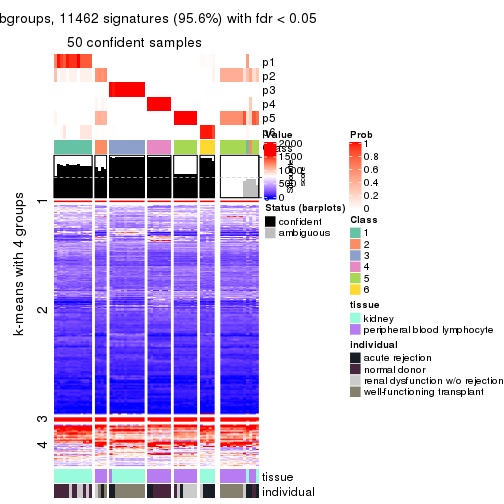 bgroups, 11462 signatures (95.6%) with fdr < 0.05
50 confident samples
p1
p2
p3
p4
p5
p6
k-means with 4 groups
1
2
3
4
tissue
individual
Value
2000
1500
1000
500
0
Status (barplots)
confident
ambiguous
Prob
1
0.8
0.6
0.4
0.2
0
Class
1
2
3
4
5
6
tissue
kidney
peripheral blood lymphocyte
individual
acute rejection
normal donor
renal dysfunction w/o rejection
well-functioning transplant